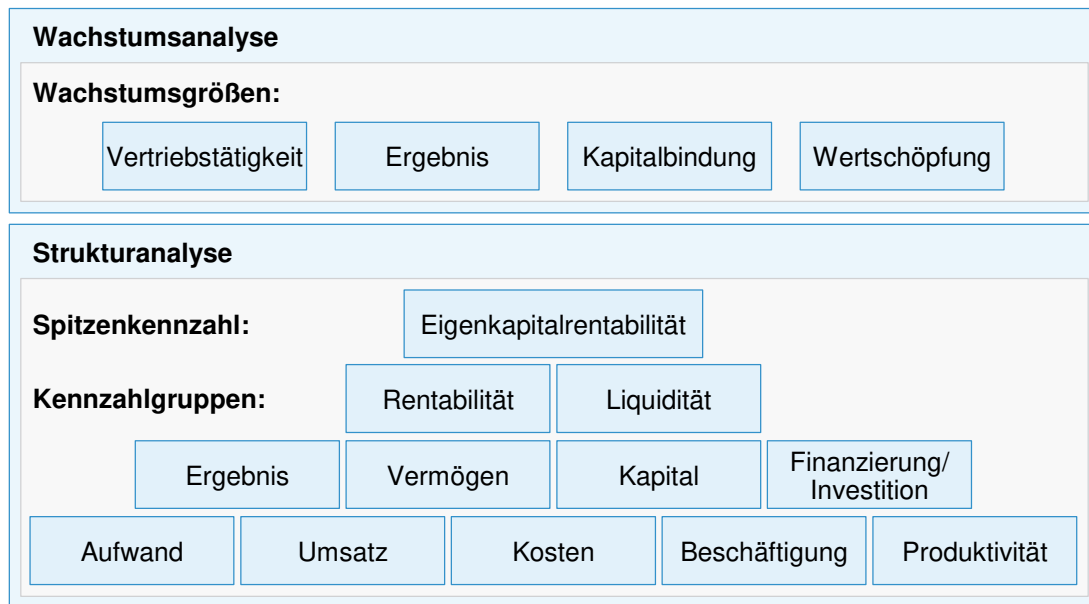 Wachstumsanalyse
Wachstumsgrößen:
Vertriebstätigkeit Ergebnis Kapitalbindung Wertschöpfung
Strukturanalyse
Spitzenkennzahl: Eigenkapitalrentabilität
Kennzahlgruppen: Rentabilität Liquidität
Ergebnis Vermögen Kapital Finanzierung/
Investition
Aufwand Umsatz Kosten Beschäftigung Produktivität